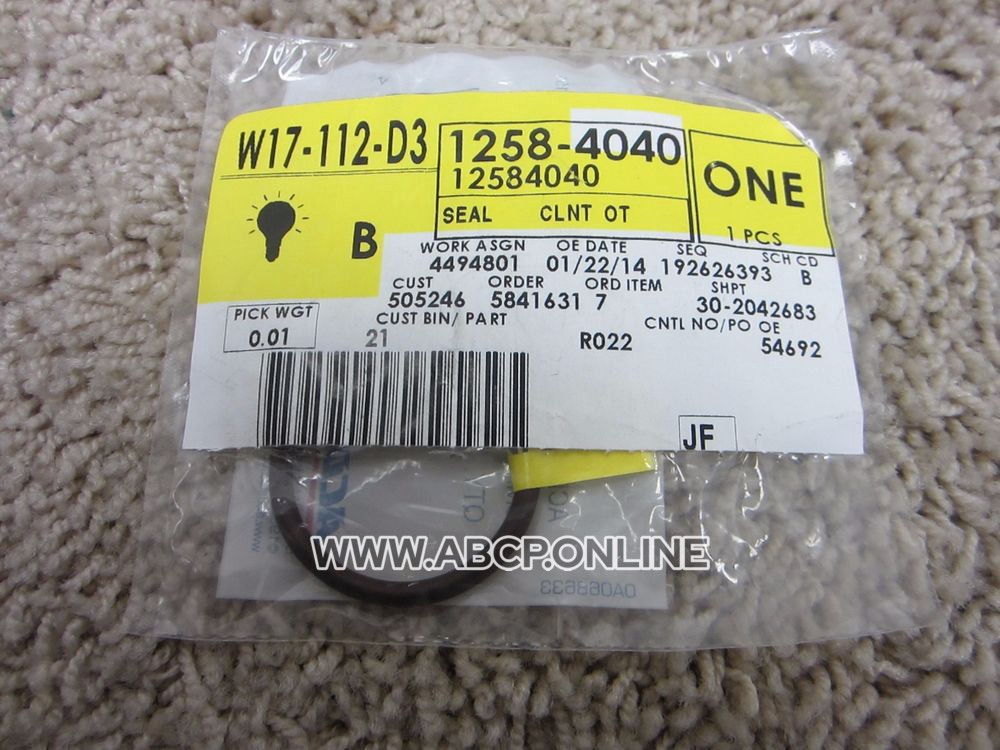 W17-112-D3
1258-4040
12584040
ONE
SEAL CLNT OT
1 PCS
B
WORK ASGN OE DATE SEQ SCH CD
4494801 01/22/14 192626393 B
CUST ORDER ORD ITEM SHPT
505246 5841631 7 30-2042683
PICK WGT CUST BIN/ PART CNTL NO/PO OE
0.01 21 R022 54692
JF
WWW.ABCP.ONLINE
0A068633